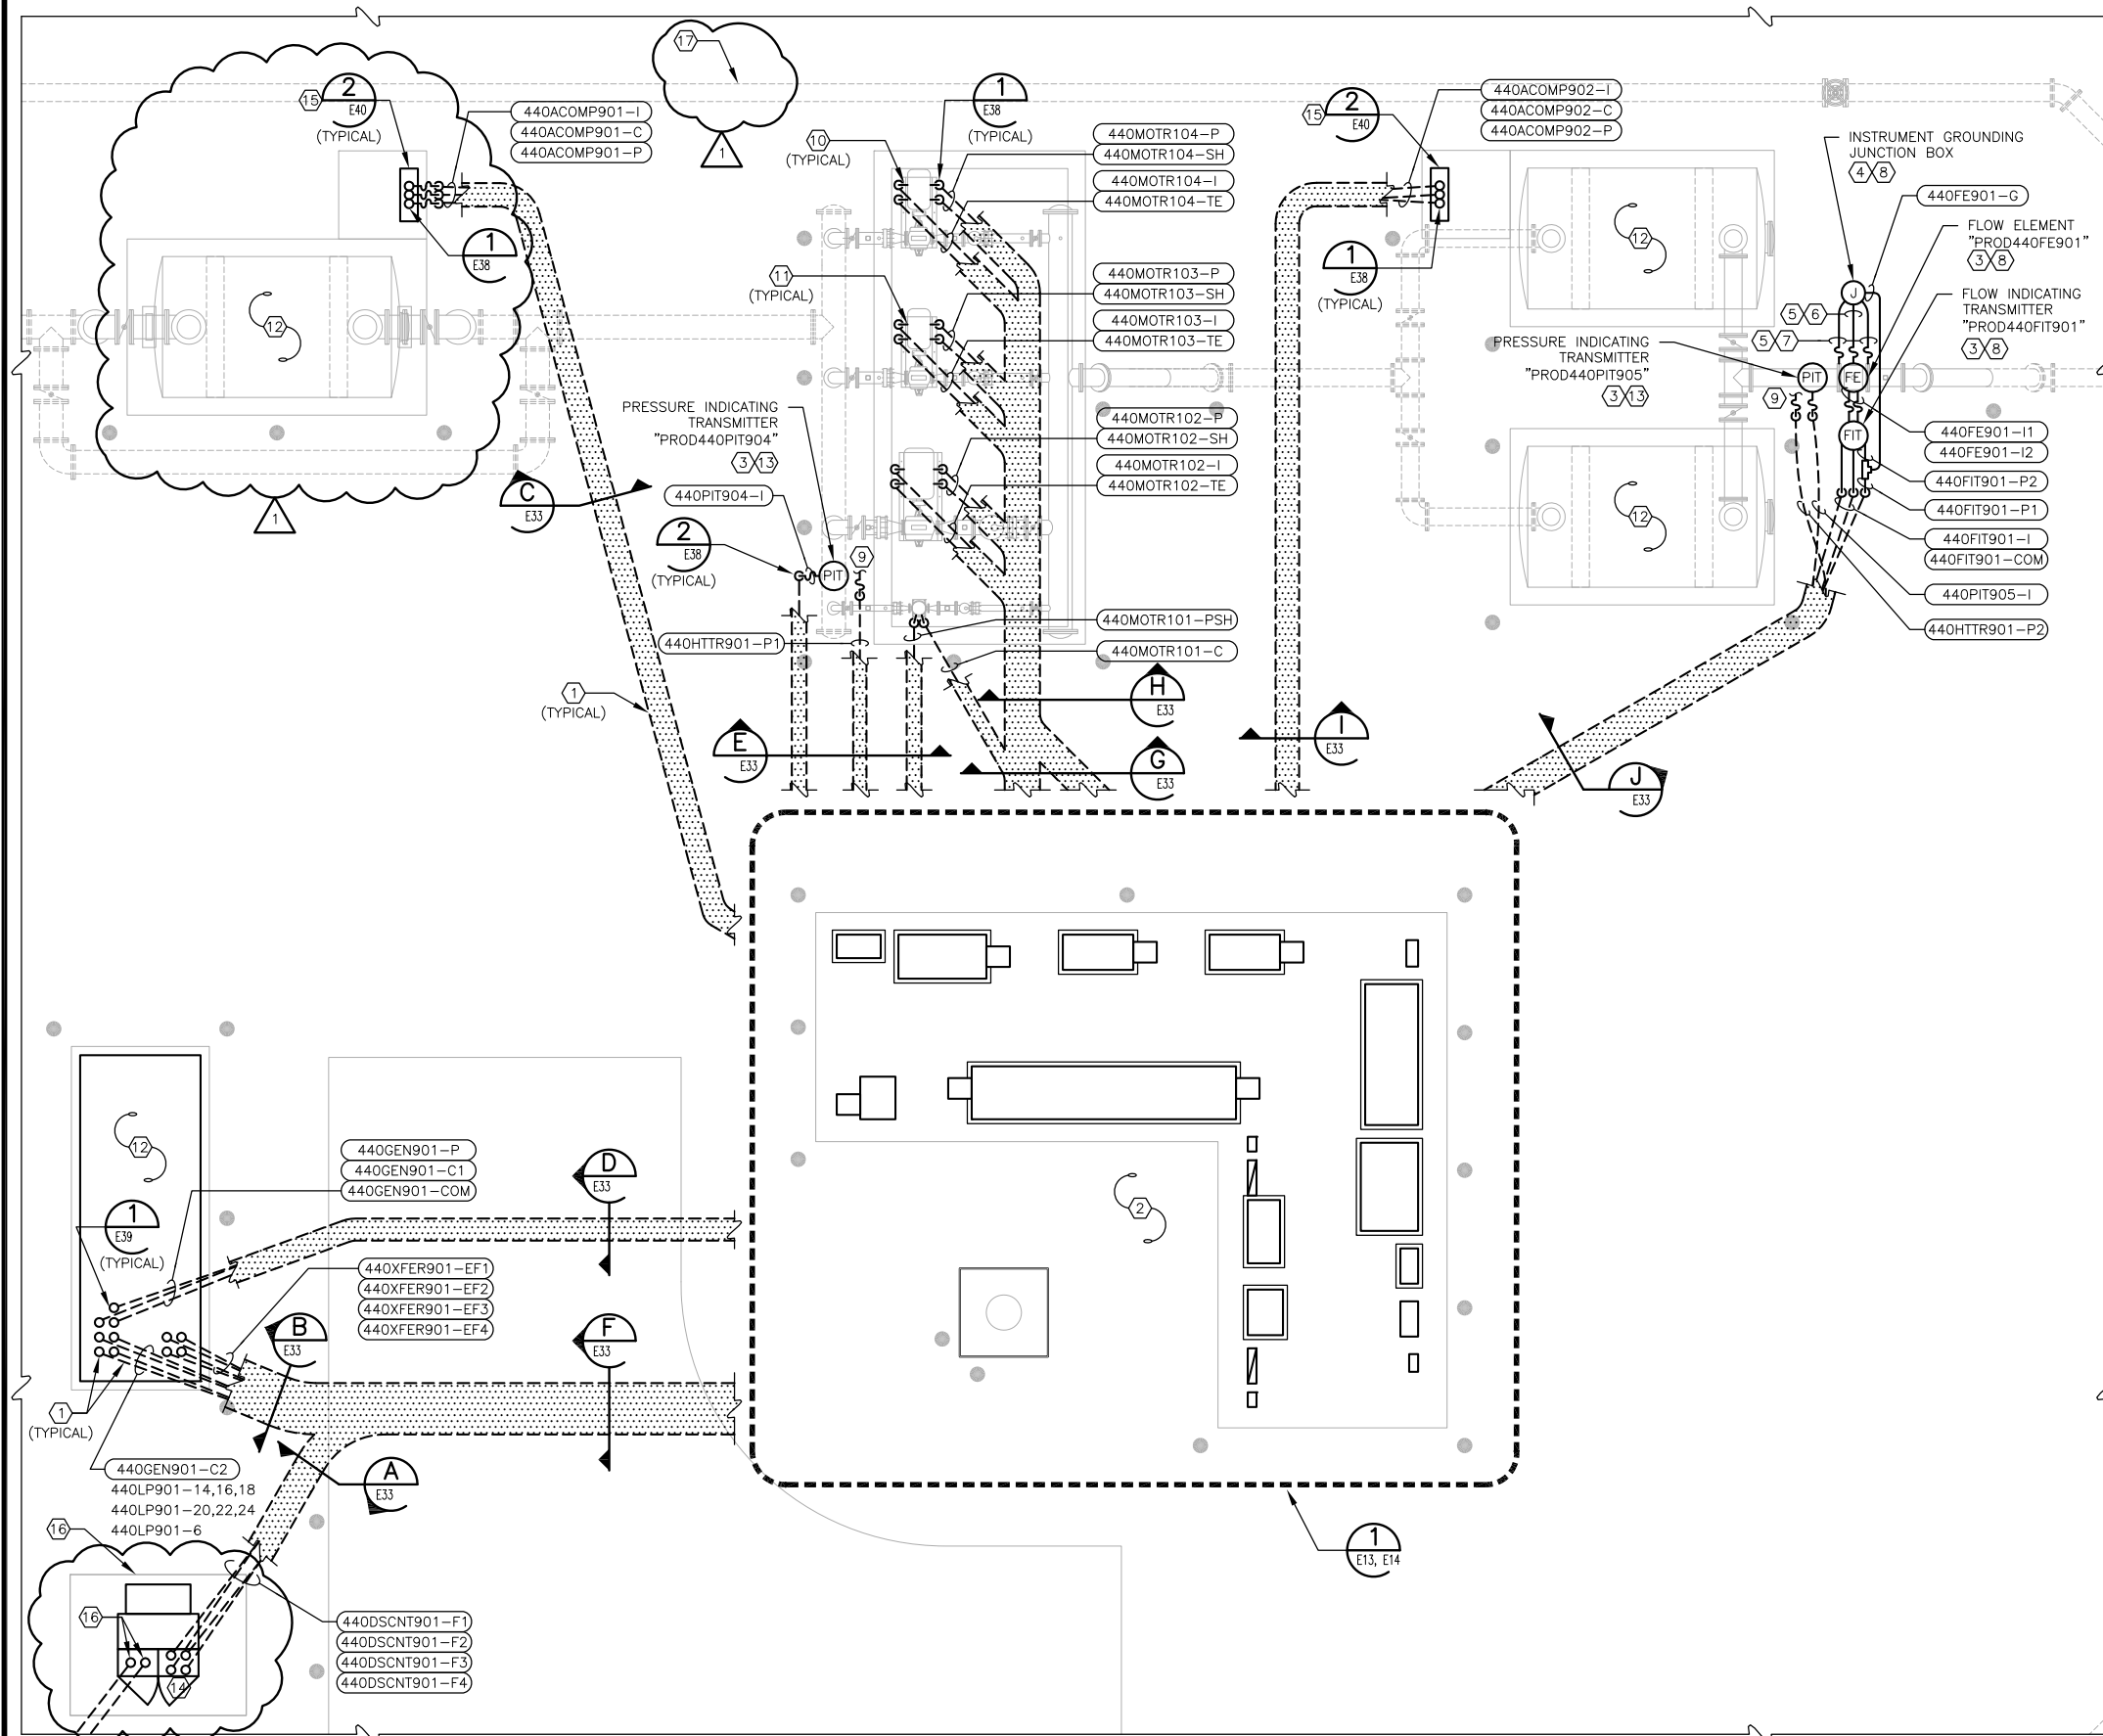 17
2
E40
(TYPICAL)
15
440ACOMP901-I
440ACOMP901-C
440ACOMP901-P
1
E38
12
1
1
10
(TYPICAL)
1
E38
(TYPICAL)
11
(TYPICAL)
440MOTR104-P
440MOTR104-SH
440MOTR104-I
440MOTR104-TE
440MOTR103-P
440MOTR103-SH
440MOTR103-I
440MOTR103-TE
440MOTR102-P
440MOTR102-SH
440MOTR102-I
440MOTR102-TE
440MOTR101-PSH
440MOTR101-C
15
2
E40
440ACOMP902-I
440ACOMP902-C
440ACOMP902-P
1
E38
(TYPICAL)
12
12
INSTRUMENT GROUNDING
JUNCTION BOX
4 8
440FE901-G
FLOW ELEMENT
"PROD440FE901"
3 8
FLOW INDICATING
TRANSMITTER
"PROD440FIT901"
3 8
J
5 6
5 7
PRESSURE INDICATING
TRANSMITTER
"PROD440PIT905"
3 13
PIT
FE
FIT
9
440FE901-I1
440FE901-I2
440FIT901-P2
440FIT901-P1
440FIT901-I
440FIT901-COM
440PIT905-I
440HTTR901-P2
PRESSURE INDICATING
TRANSMITTER
"PROD440PIT904"
3 13
440PIT904-I
C
E33
2
E38
(TYPICAL)
PIT
9
440HTTR901-P1
1
(TYPICAL)
E
E33
H
E33
G
E33
I
E33
J
E33
12
1
E39
(TYPICAL)
440GEN901-P
440GEN901-C1
440GEN901-COM
D
E33
440XFER901-EF1
440XFER901-EF2
440XFER901-EF3
440XFER901-EF4
B
E33
F
E33
2
1
(TYPICAL)
440GEN901-C2
440LP901-14,16,18
440LP901-20,22,24
440LP901-6
A
E33
16
16
14
440DSCNT901-F1
440DSCNT901-F2
440DSCNT901-F3
440DSCNT901-F4
1
E13, E14